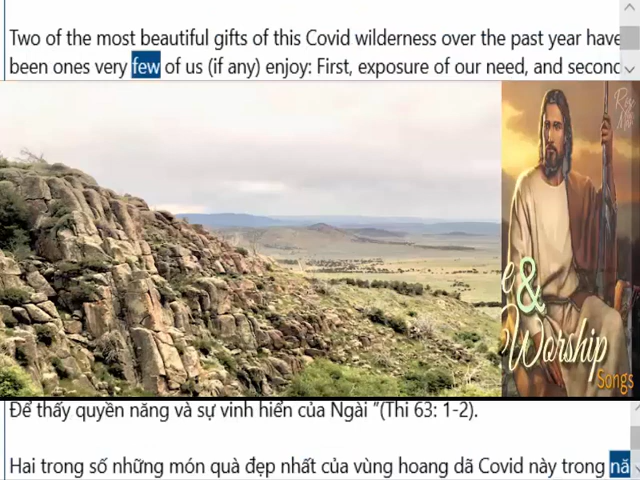 Two of the most beautiful gifts of this Covid wilderness over the past year have
been ones very few of us (if any) enjoy: First, exposure of our need, and second
e &
Worship
Songs
Để thấy quyền năng và sự vinh hiển của Ngài "(Thi 63: 1-2).
Hai trong số những món quà đẹp nhất của vùng hoang dã Covid này trong nă